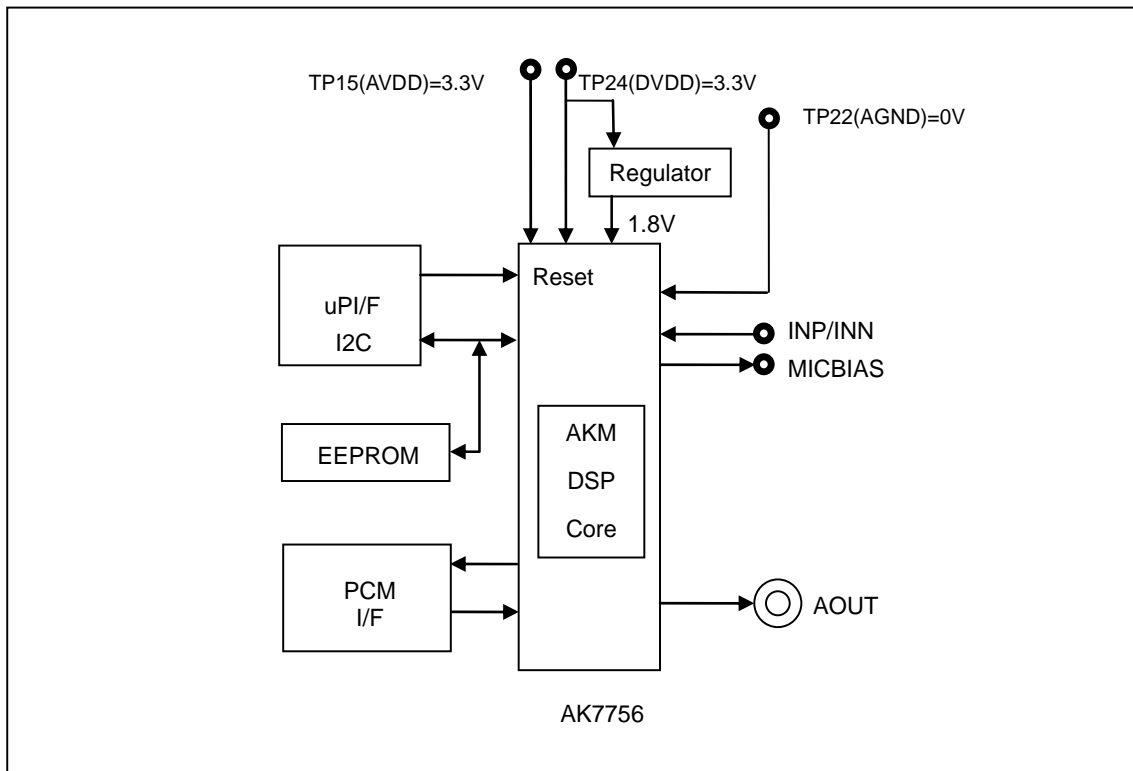 TP15(AVDD)=3.3V
TP24(DVDD)=3.3V
TP22(AGND)=0V
Regulator
1.8V
Reset
uPI/F
I2C
INP/INN
MICBIAS
EEPROM
AKM
DSP
Core
PCM
I/F
AOUT
AK7756